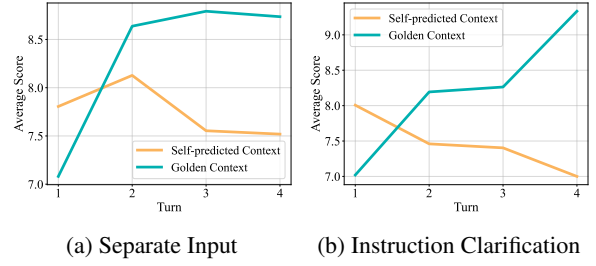 Average Score
8.5
8.0
7.5
7.0
Self-predicted Context
Golden Context
1 2 3 4
Turn
(a) Separate Input
Average Score
9.0
8.5
8.0
7.5
7.0
Self-predicted Context
Golden Context
1 2 3 4
Turn
(b) Instruction Clarification